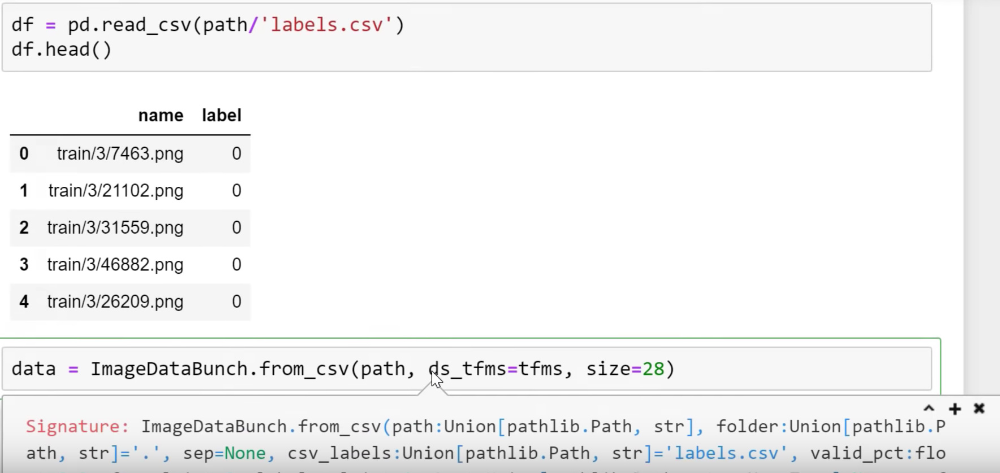 df = pd.read_csv(path/'labels.csv')
df.head()
name label
0 train/3/7463.png 0
1 train/3/21102.png 0
2 train/3/31559.png 0
3 train/3/46882.png 0
4 train/3/26209.png 0
data = ImageDataBunch.from_csv(path, ds_tfms=tfms, size=28)
Signature: ImageDataBunch.from_csv(path:Union[pathlib.Path, str], folder:Union[pathlib.P
ath, str]='.', sep=None, csv_labels:Union[pathlib.Path, str]='labels.csv', valid_pct:flo